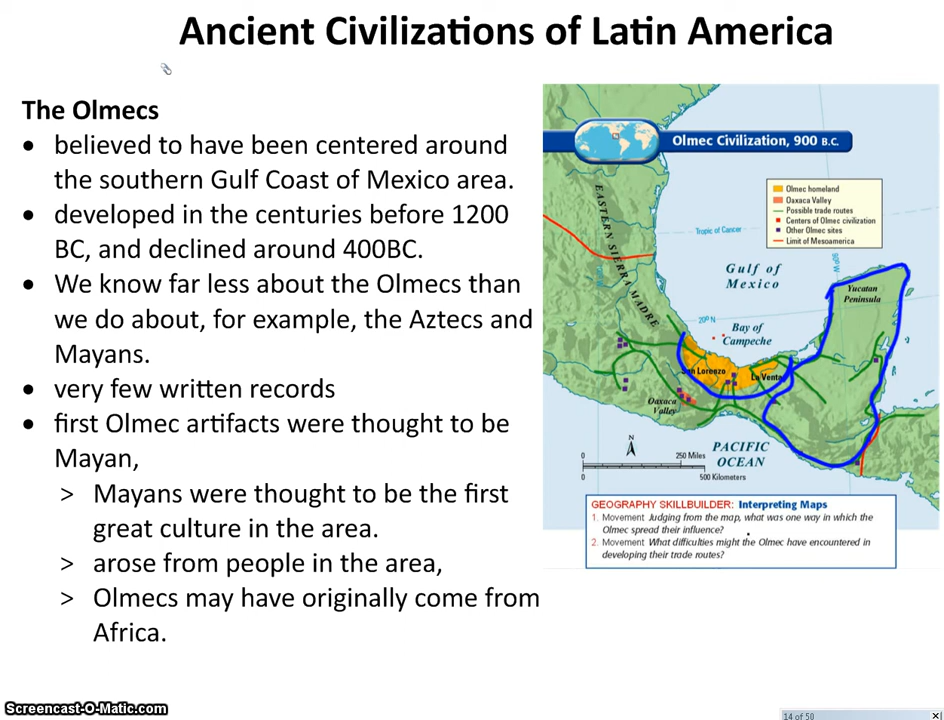 Ancient Civilizations of Latin America
The Olmecs
• believed to have been centered around
the southern Gulf Coast of Mexico area.
• developed in the centuries before 1200
BC, and declined around 400BC.
• We know far less about the Olmecs than
we do about, for example, the Aztecs and
Mayans.
• very few written records
• first Olmec artifacts were thought to be
Mayan,
> Mayans were thought to be the first
great culture in the area.
> arose from people in the area,
> Olmecs may have originally come from
Africa.
Olmec Civilization, 900 B.C.
Olmec homeland
Oaxaca Valley
Possible trade routes
Centers of Olmec civilization
Other Olmec sites
Limit of Mesoamerica
EASTERN SIERRA MADRE
Tropic of Cancer
Gulf of
Mexico
90°W
Yucatan
Peninsula
20° N
Bay of
Campeche
Lorenzo
La Venta
Oaxaca
Valley
N
PACIFIC
OCEAN
0 250 Miles
0 500 Kilometers
GEOGRAPHY SKILLBUILDER: Interpreting Maps
1. Movement Judging from the map, what was one way in which the
Olmec spread their influence?
2. Movement What difficulties might the Olmec have encountered in
developing their trade routes?
Screencast-O-Matic.com
14 of 50